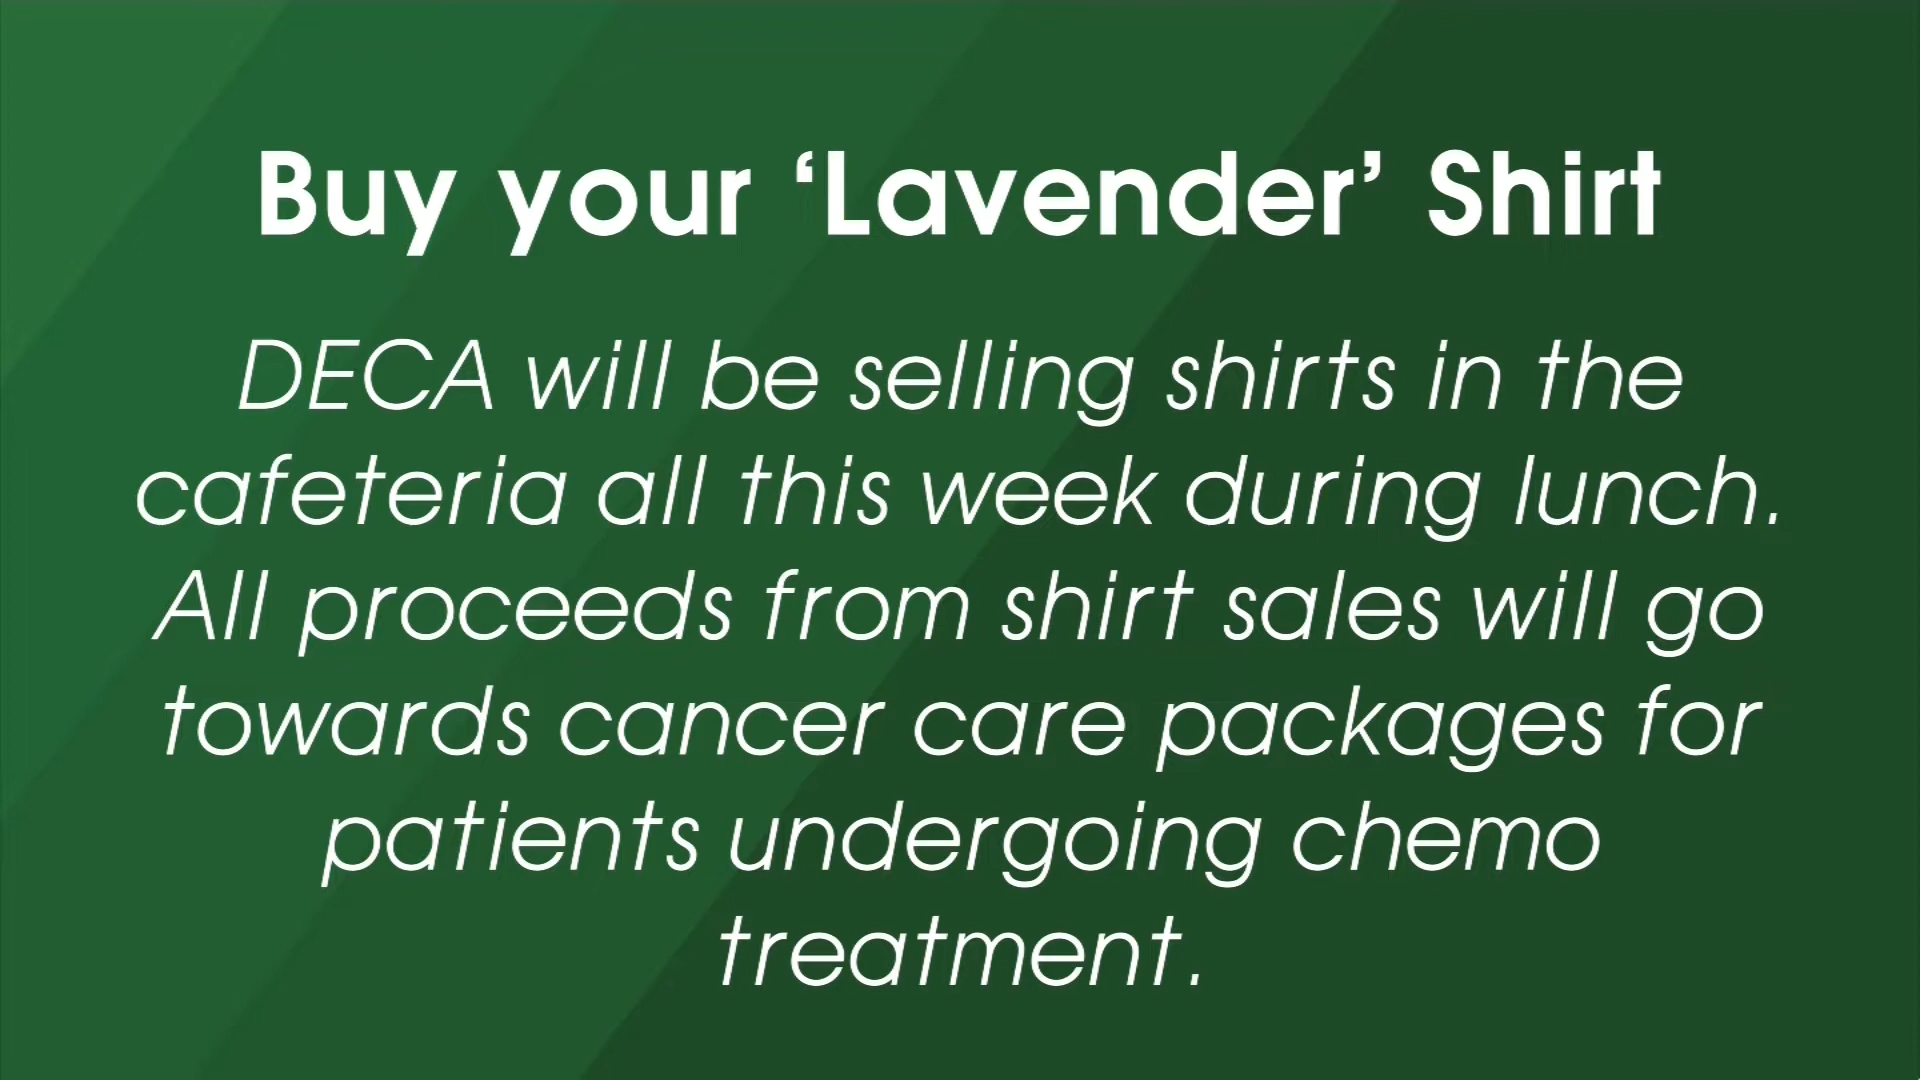 Buy your ‘Lavender’ Shirt
DECA will be selling shirts in the
cafeteria all this week during lunch.
All proceeds from shirt sales will go
towards cancer care packages for
patients undergoing chemo
treatment.